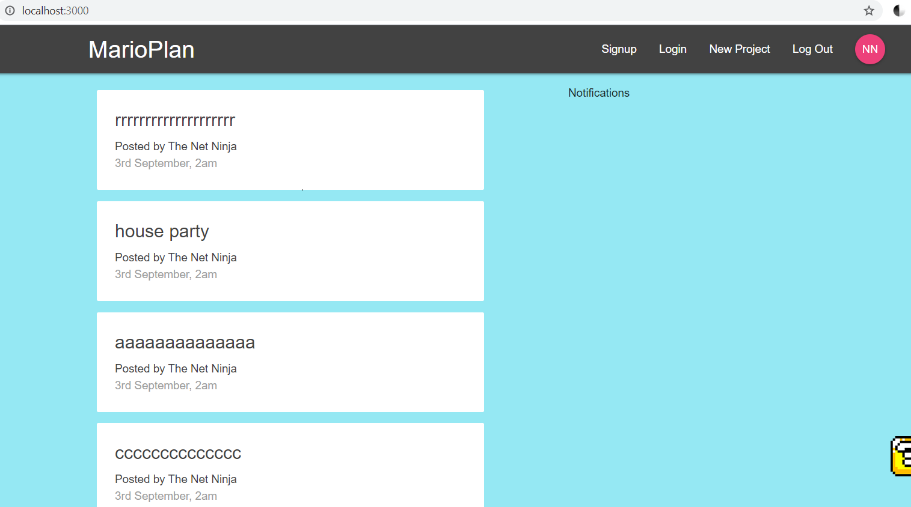 localhost:3000
MarioPlan
Signup Login New Project Log Out NN
Notifications
rrrrrrrrrrrrrrrrrrrr
Posted by The Net Ninja
3rd September, 2am
house party
Posted by The Net Ninja
3rd September, 2am
aaaaaaaaaaaaaa
Posted by The Net Ninja
3rd September, 2am
cccccccccccccc
Posted by The Net Ninja
3rd September, 2am